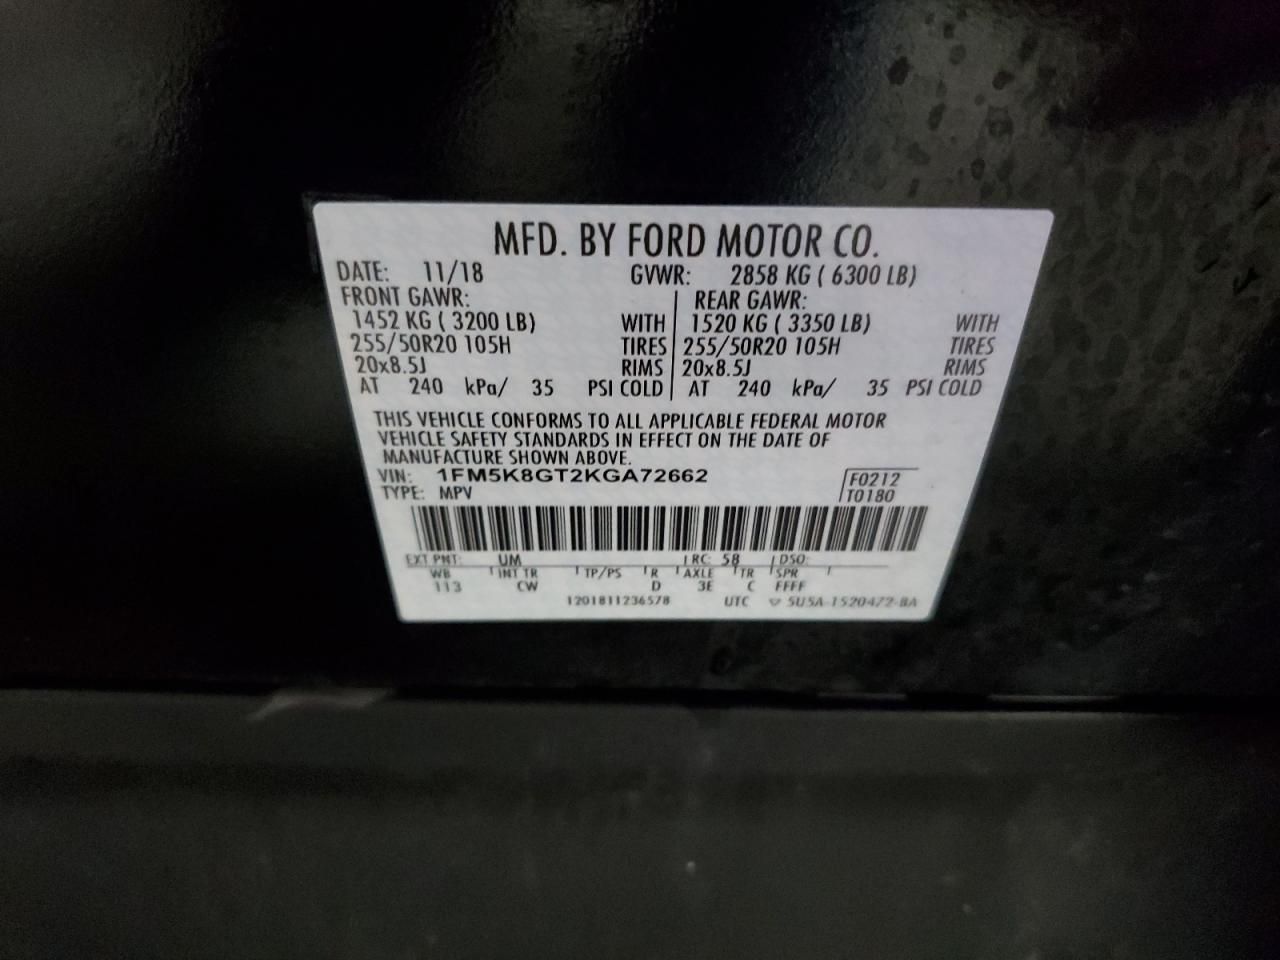 MFD. BY FORD MOTOR CO.
DATE: 11/18 GVWR: 2858 KG ( 6300 LB)
FRONT GAWR: REAR GAWR:
1452 KG ( 3200 LB) WITH 1520 KG ( 3350 LB) WITH
255/50R20 105H TIRES 255/50R20 105H TIRES
20x8.5J RIMS 20x8.5J RIMS
AT 240 kPa/ 35 PSI COLD AT 240 kPa/ 35 PSI COLD
THIS VEHICLE CONFORMS TO ALL APPLICABLE FEDERAL MOTOR
VEHICLE SAFETY STANDARDS IN EFFECT ON THE DATE OF
MANUFACTURE SHOWN ABOVE.
VIN: 1FM5K8GT2KGA72662 F0212
TYPE: MPV T0180
EXT PNT: UM RC: 58 DSO:
WB INT TR TP/PS R AXLE TR SPR
113 CW D 3E C FFFF
1201811236578 UTC ▽ 5U5A-1520472-BA